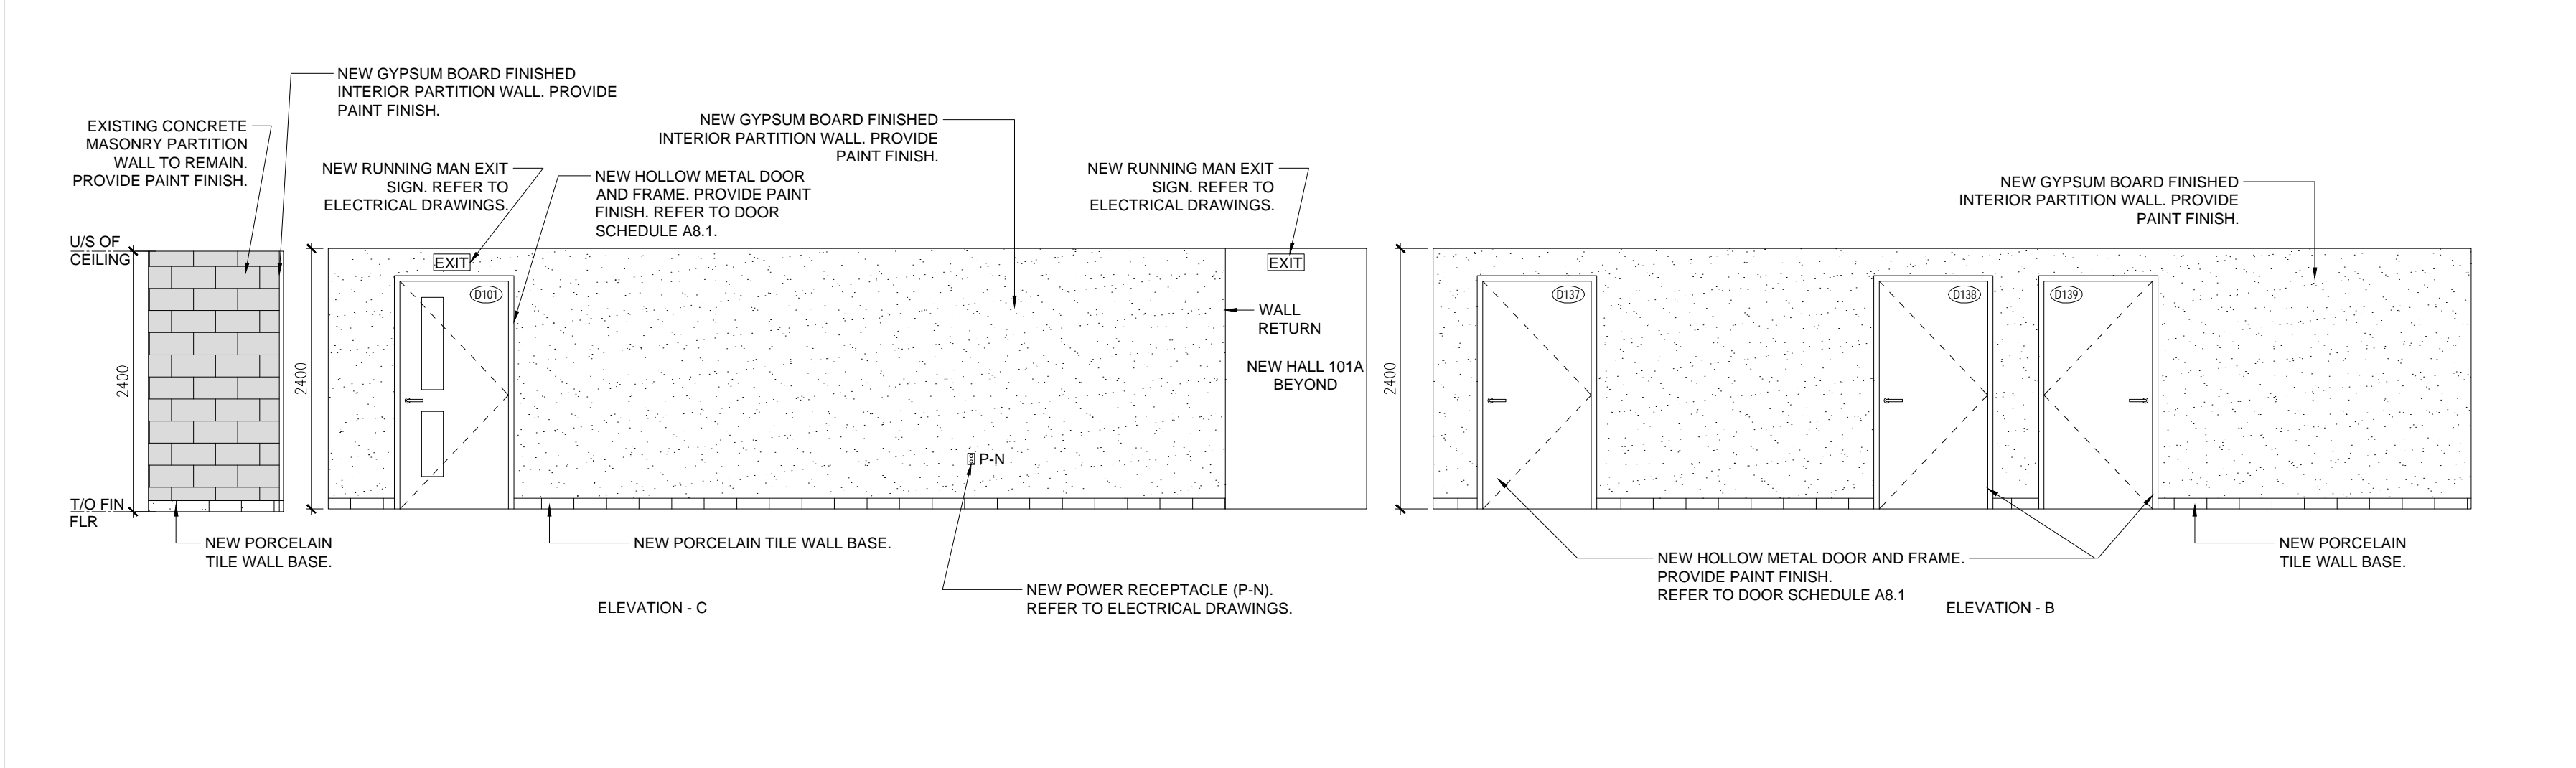 NEW GYPSUM BOARD FINISHED
INTERIOR PARTITION WALL. PROVIDE
PAINT FINISH.
EXISTING CONCRETE
MASONRY PARTITION
WALL TO REMAIN.
PROVIDE PAINT FINISH.
U/S OF
CEILING
2400
T/O FIN
FLR
NEW PORCELAIN
TILE WALL BASE.
NEW RUNNING MAN EXIT
SIGN. REFER TO
ELECTRICAL DRAWINGS.
NEW HOLLOW METAL DOOR
AND FRAME. PROVIDE PAINT
FINISH. REFER TO DOOR
SCHEDULE A8.1.
NEW GYPSUM BOARD FINISHED
INTERIOR PARTITION WALL. PROVIDE
PAINT FINISH.
NEW RUNNING MAN EXIT
SIGN. REFER TO
ELECTRICAL DRAWINGS.
2400
EXIT
D101
EXIT
WALL
RETURN
NEW HALL 101A
BEYOND
P-N
NEW PORCELAIN TILE WALL BASE.
NEW POWER RECEPTACLE (P-N).
REFER TO ELECTRICAL DRAWINGS.
ELEVATION - C
NEW GYPSUM BOARD FINISHED
INTERIOR PARTITION WALL. PROVIDE
PAINT FINISH.
2400
D137
D138
D139
NEW HOLLOW METAL DOOR AND FRAME.
PROVIDE PAINT FINISH.
REFER TO DOOR SCHEDULE A8.1
NEW PORCELAIN
TILE WALL BASE.
ELEVATION - B